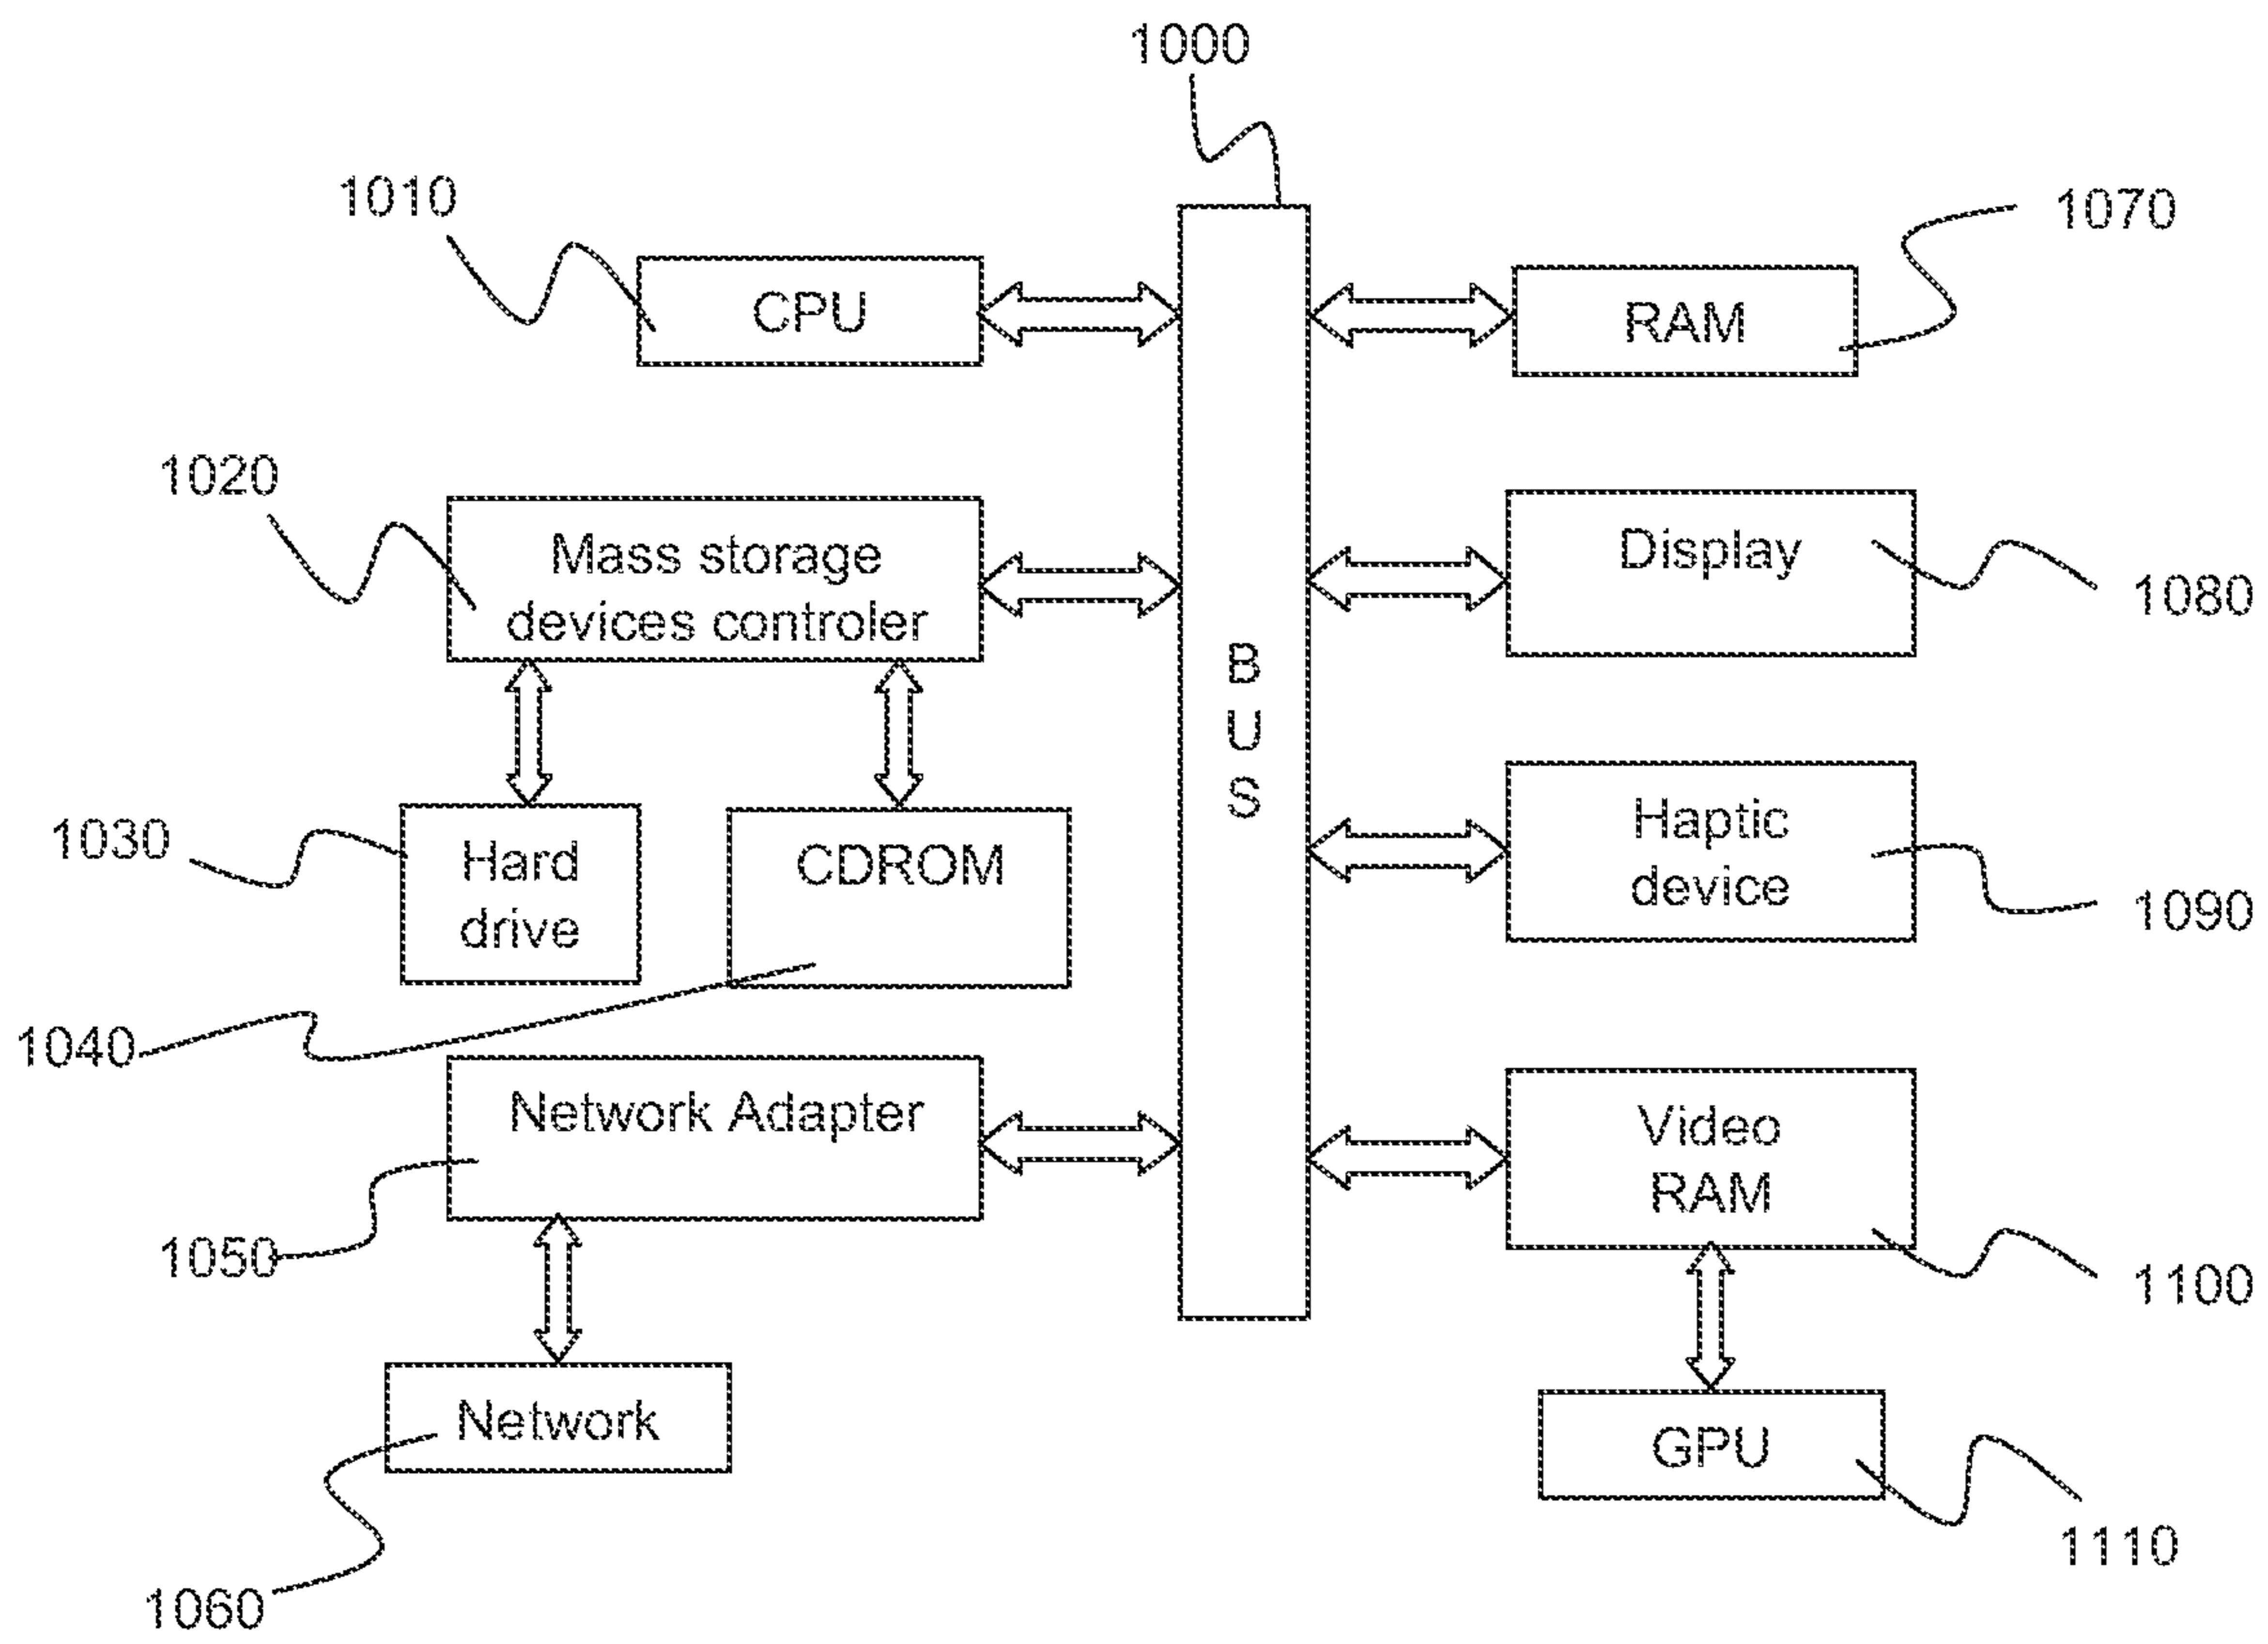 1000
1010
1070
CPU
RAM
1020
Mass storage
devices controler
Display
1080
B
U
S
1030
Hard
drive
CDROM
Haptic
device
1090
1040
Network Adapter
Video
RAM
1050
1100
Network
GPU
1110
1060